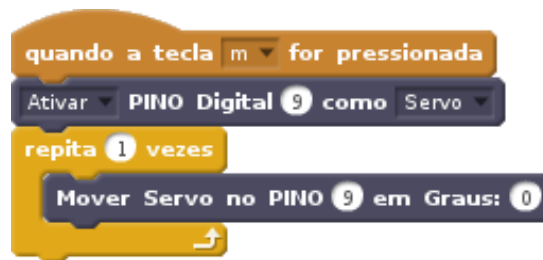 quando a tecla m for pressionada
Ativar PINO Digital 9 como Servo
repita 1 vezes
Mover Servo no PINO 9 em Graus: 0